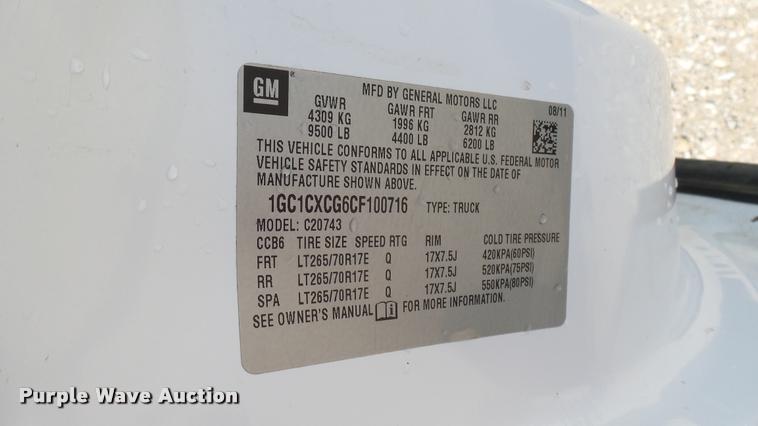 GM
MFD BY GENERAL MOTORS LLC 08/11
GVWR GAWR FRT GAWR RR
4309 KG 1996 KG 2812 KG
9500 LB 4400 LB 6200 LB
THIS VEHICLE CONFORMS TO ALL APPLICABLE U.S. FEDERAL MOTOR
VEHICLE SAFETY STANDARDS IN EFFECT ON THE DATE OF
MANUFACTURE SHOWN ABOVE.
1GC1CXCG6CF100716 TYPE: TRUCK
MODEL: C20743
CCB6 TIRE SIZE SPEED RTG RIM COLD TIRE PRESSURE
FRT LT265/70R17E Q 17X7.5J 420KPA(60PSI)
RR LT265/70R17E Q 17X7.5J 520KPA(75PSI)
SPA LT265/70R17E Q 17X7.5J 550KPA(80PSI)
SEE OWNER'S MANUAL FOR MORE INFORMATION.
Purple Wave Auction